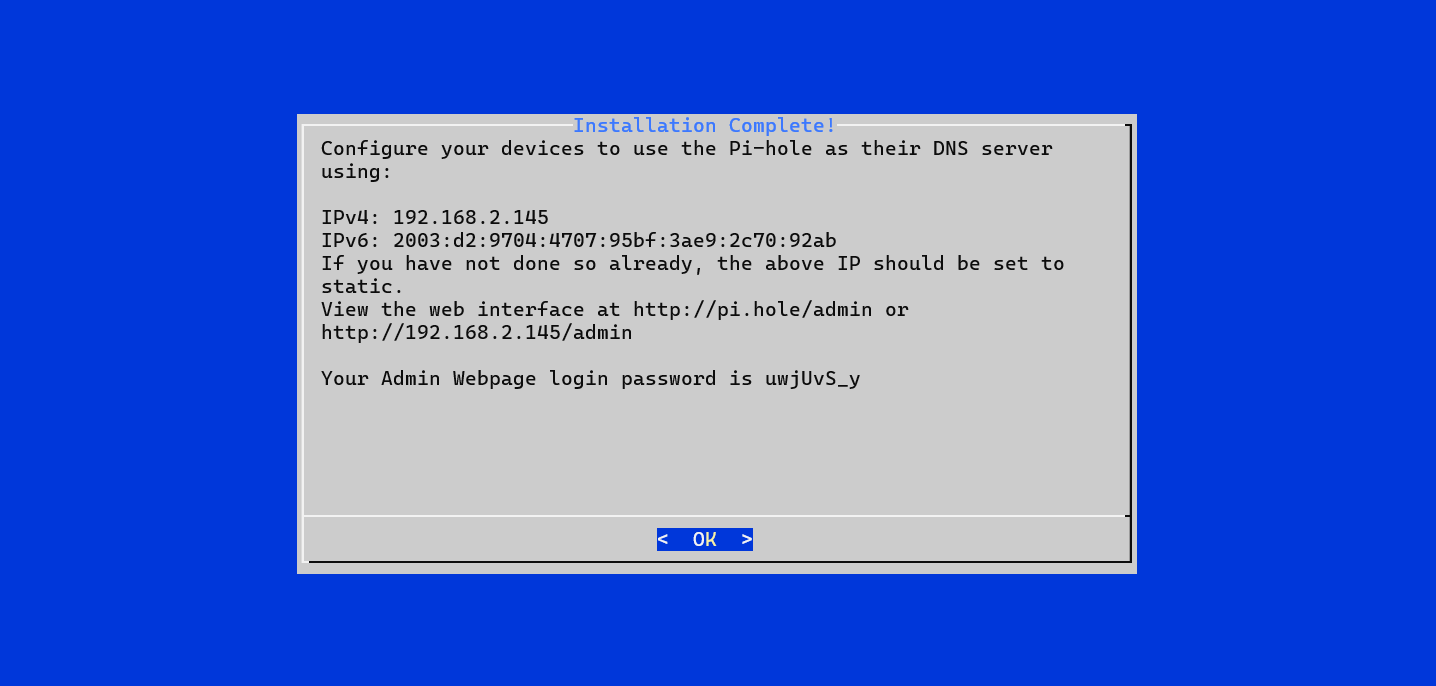 Installation Complete!
Configure your devices to use the Pi-hole as their DNS server
using:
IPv4: 192.168.2.145
IPv6: 2003:d2:9704:4707:95bf:3ae9:2c70:92ab
If you have not done so already, the above IP should be set to
static.
View the web interface at http://pi.hole/admin or
http://192.168.2.145/admin
Your Admin Webpage login password is uwjUvS_y
< OK >